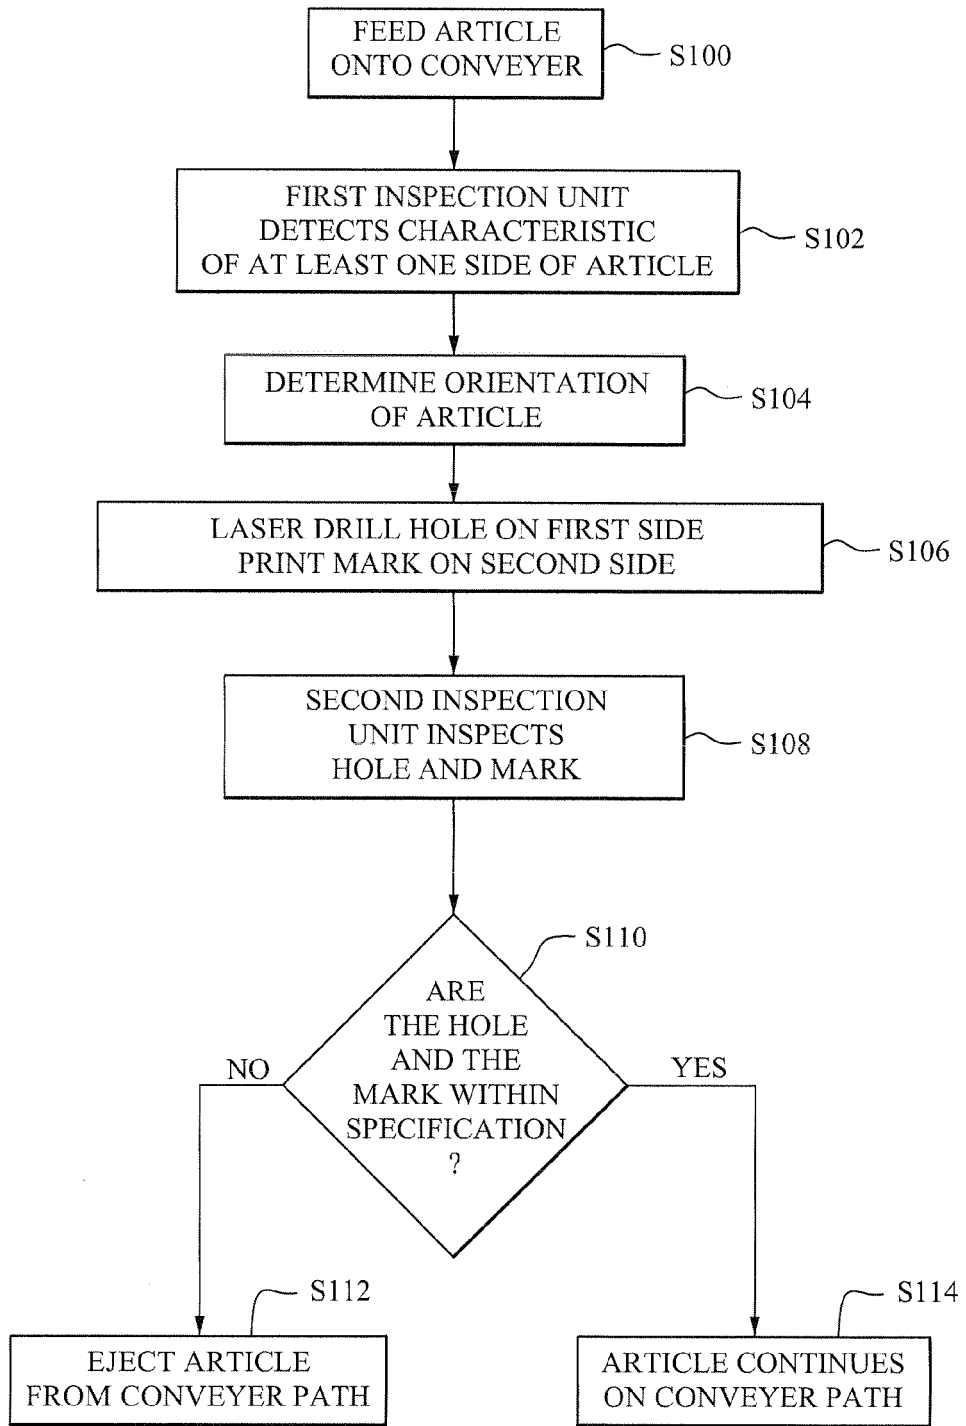 FEED ARTICLE
ONTO CONVEYER
S100
FIRST INSPECTION UNIT
DETECTS CHARACTERISTIC
OF AT LEAST ONE SIDE OF ARTICLE
S102
DETERMINE ORIENTATION
OF ARTICLE
S104
LASER DRILL HOLE ON FIRST SIDE
PRINT MARK ON SECOND SIDE
S106
SECOND INSPECTION
UNIT INSPECTS
HOLE AND MARK
S108
S110
ARE
THE HOLE
AND THE
MARK WITHIN
SPECIFICATION
?
NO
YES
S112
EJECT ARTICLE
FROM CONVEYER PATH
S114
ARTICLE CONTINUES
ON CONVEYER PATH